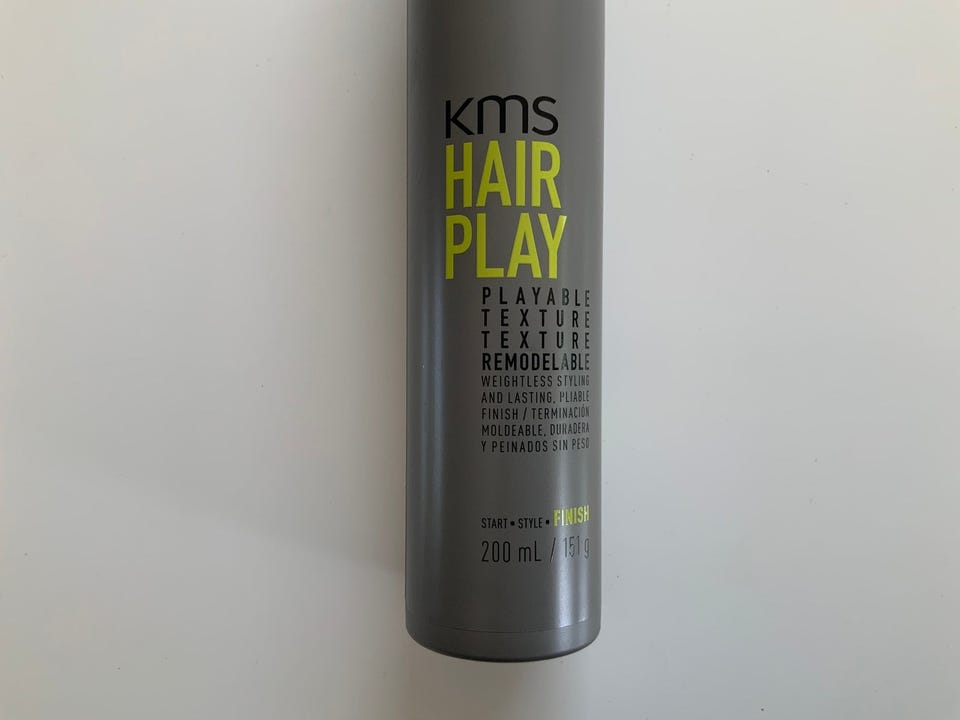 kms
HAIR
PLAY
PLAYABLE
TEXTURE
TEXTURE
REMODELABLE
WEIGHTLESS STYLING
AND LASTING, PLIABLE
FINISH / TERMINACIÓN
MOLDEABLE, DURADERA
Y PEINADOS SIN PESO
START • STYLE • FINISH
200 mL / 151 g